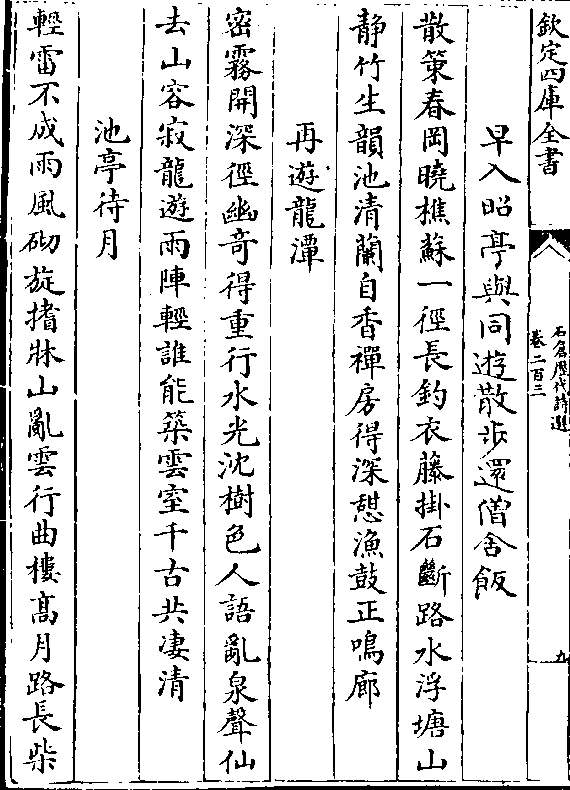 欽定四庫全書
石倉歷代詩選
卷二百三
九
早入昭亭與同遊散步還僧舍飯
散策春岡曉樵蘇一徑長釣衣藤掛石斷路水浮塘山
静竹生韻池清蘭自香禪房得深憇漁鼓正鳴廊
再遊龍潭
密霧開深徑幽奇得重行水光沈樹色人語亂泉聲仙
去山容寂龍遊雨陣輕誰能築雲室千古共凄清
池亭待月
輕雷不成雨風砌旋揩牀山亂雲行曲樓髙月路長柴